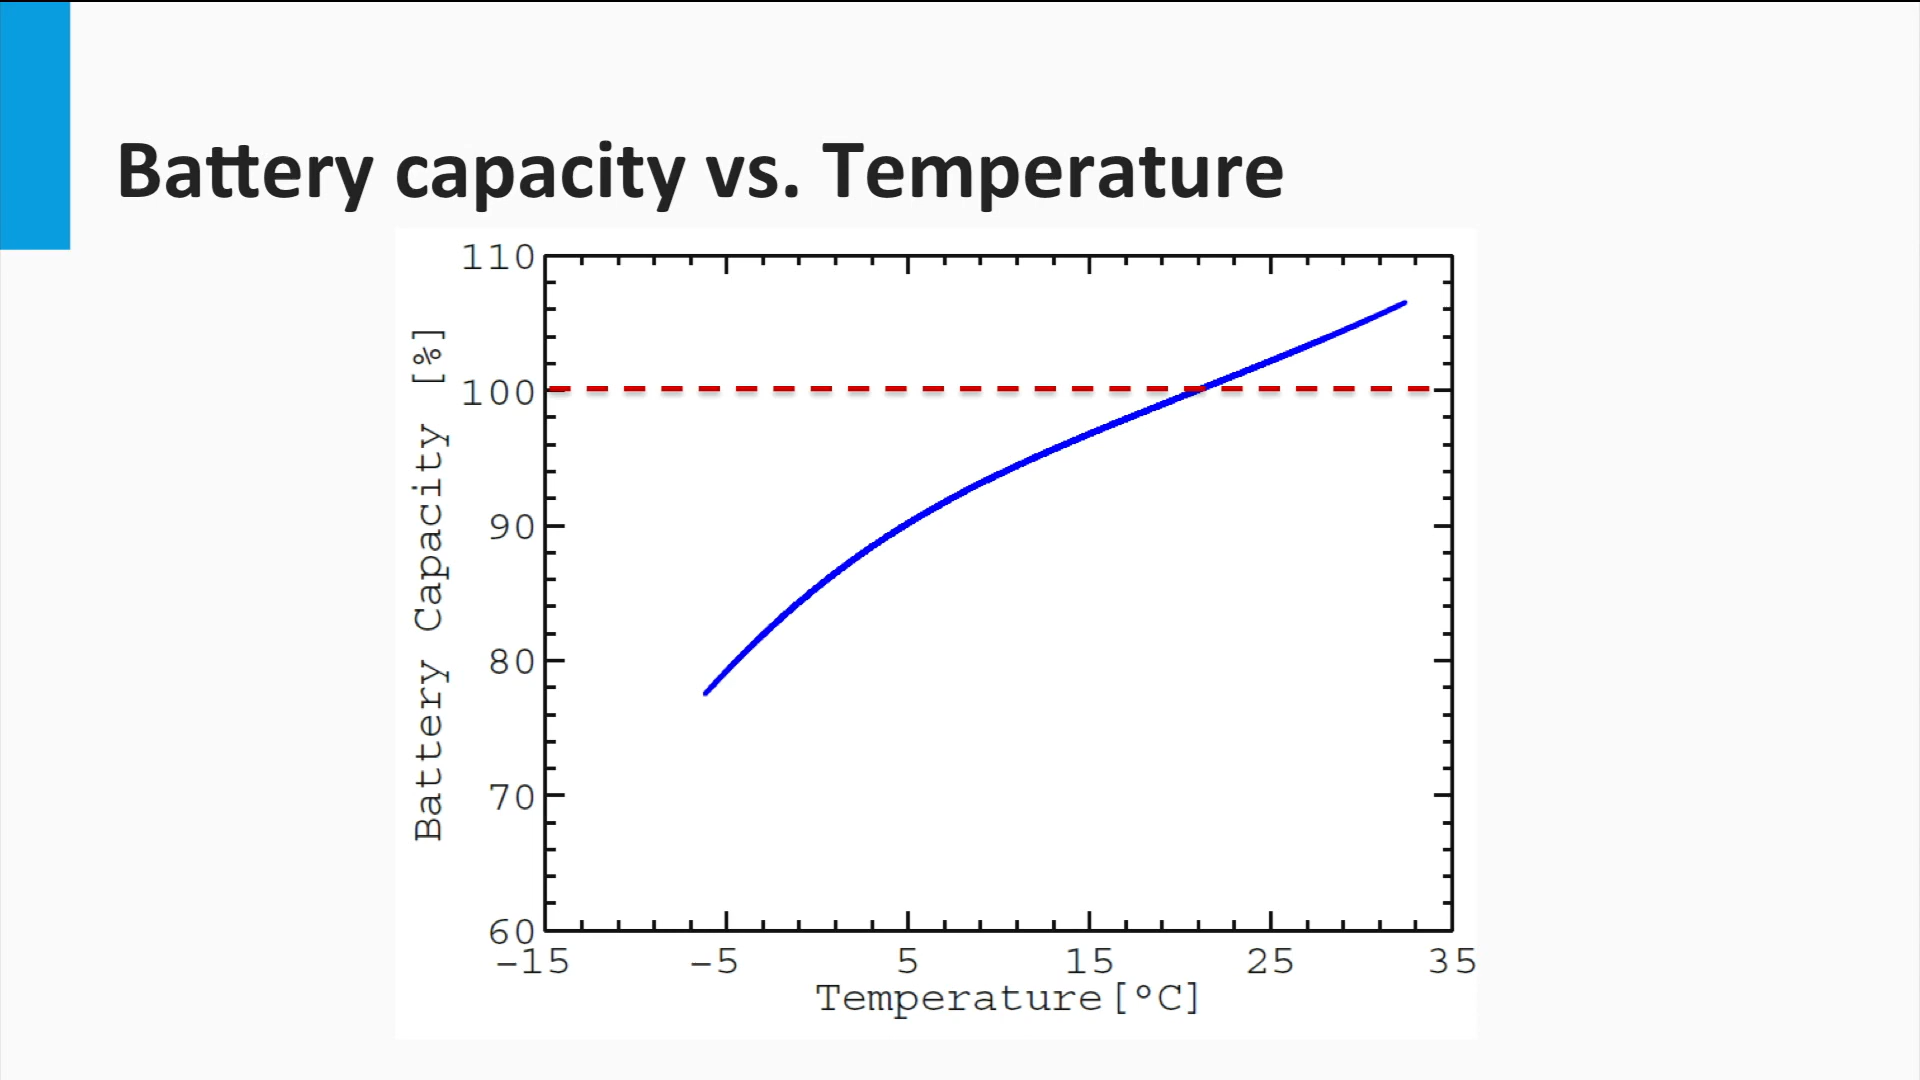 Battery capacity vs. Temperature
110
100
90
80
70
60
Battery Capacity [%]
−15 −5 5 15 25 35
Temperature[°C]